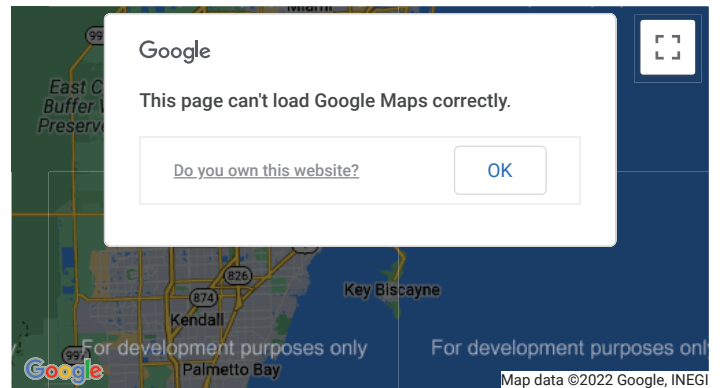 Miami
997
Google
East
Buffer
Preserve
This page can't load Google Maps correctly.
Do you own this website?
OK
826
874
Key Biscayne
Kendall
For development purposes only
For development purposes only
997
Google
Palmetto Bay
Map data ©2022 Google, INEGI